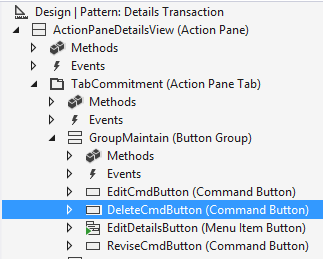 Design | Pattern: Details Transaction
ActionPaneDetailsView (Action Pane)
Methods
Events
TabCommitment (Action Pane Tab)
Methods
Events
GroupMaintain (Button Group)
Methods
Events
EditCmdButton (Command Button)
DeleteCmdButton (Command Button)
EditDetailsButton (Menu Item Button)
ReviseCmdButton (Command Button)